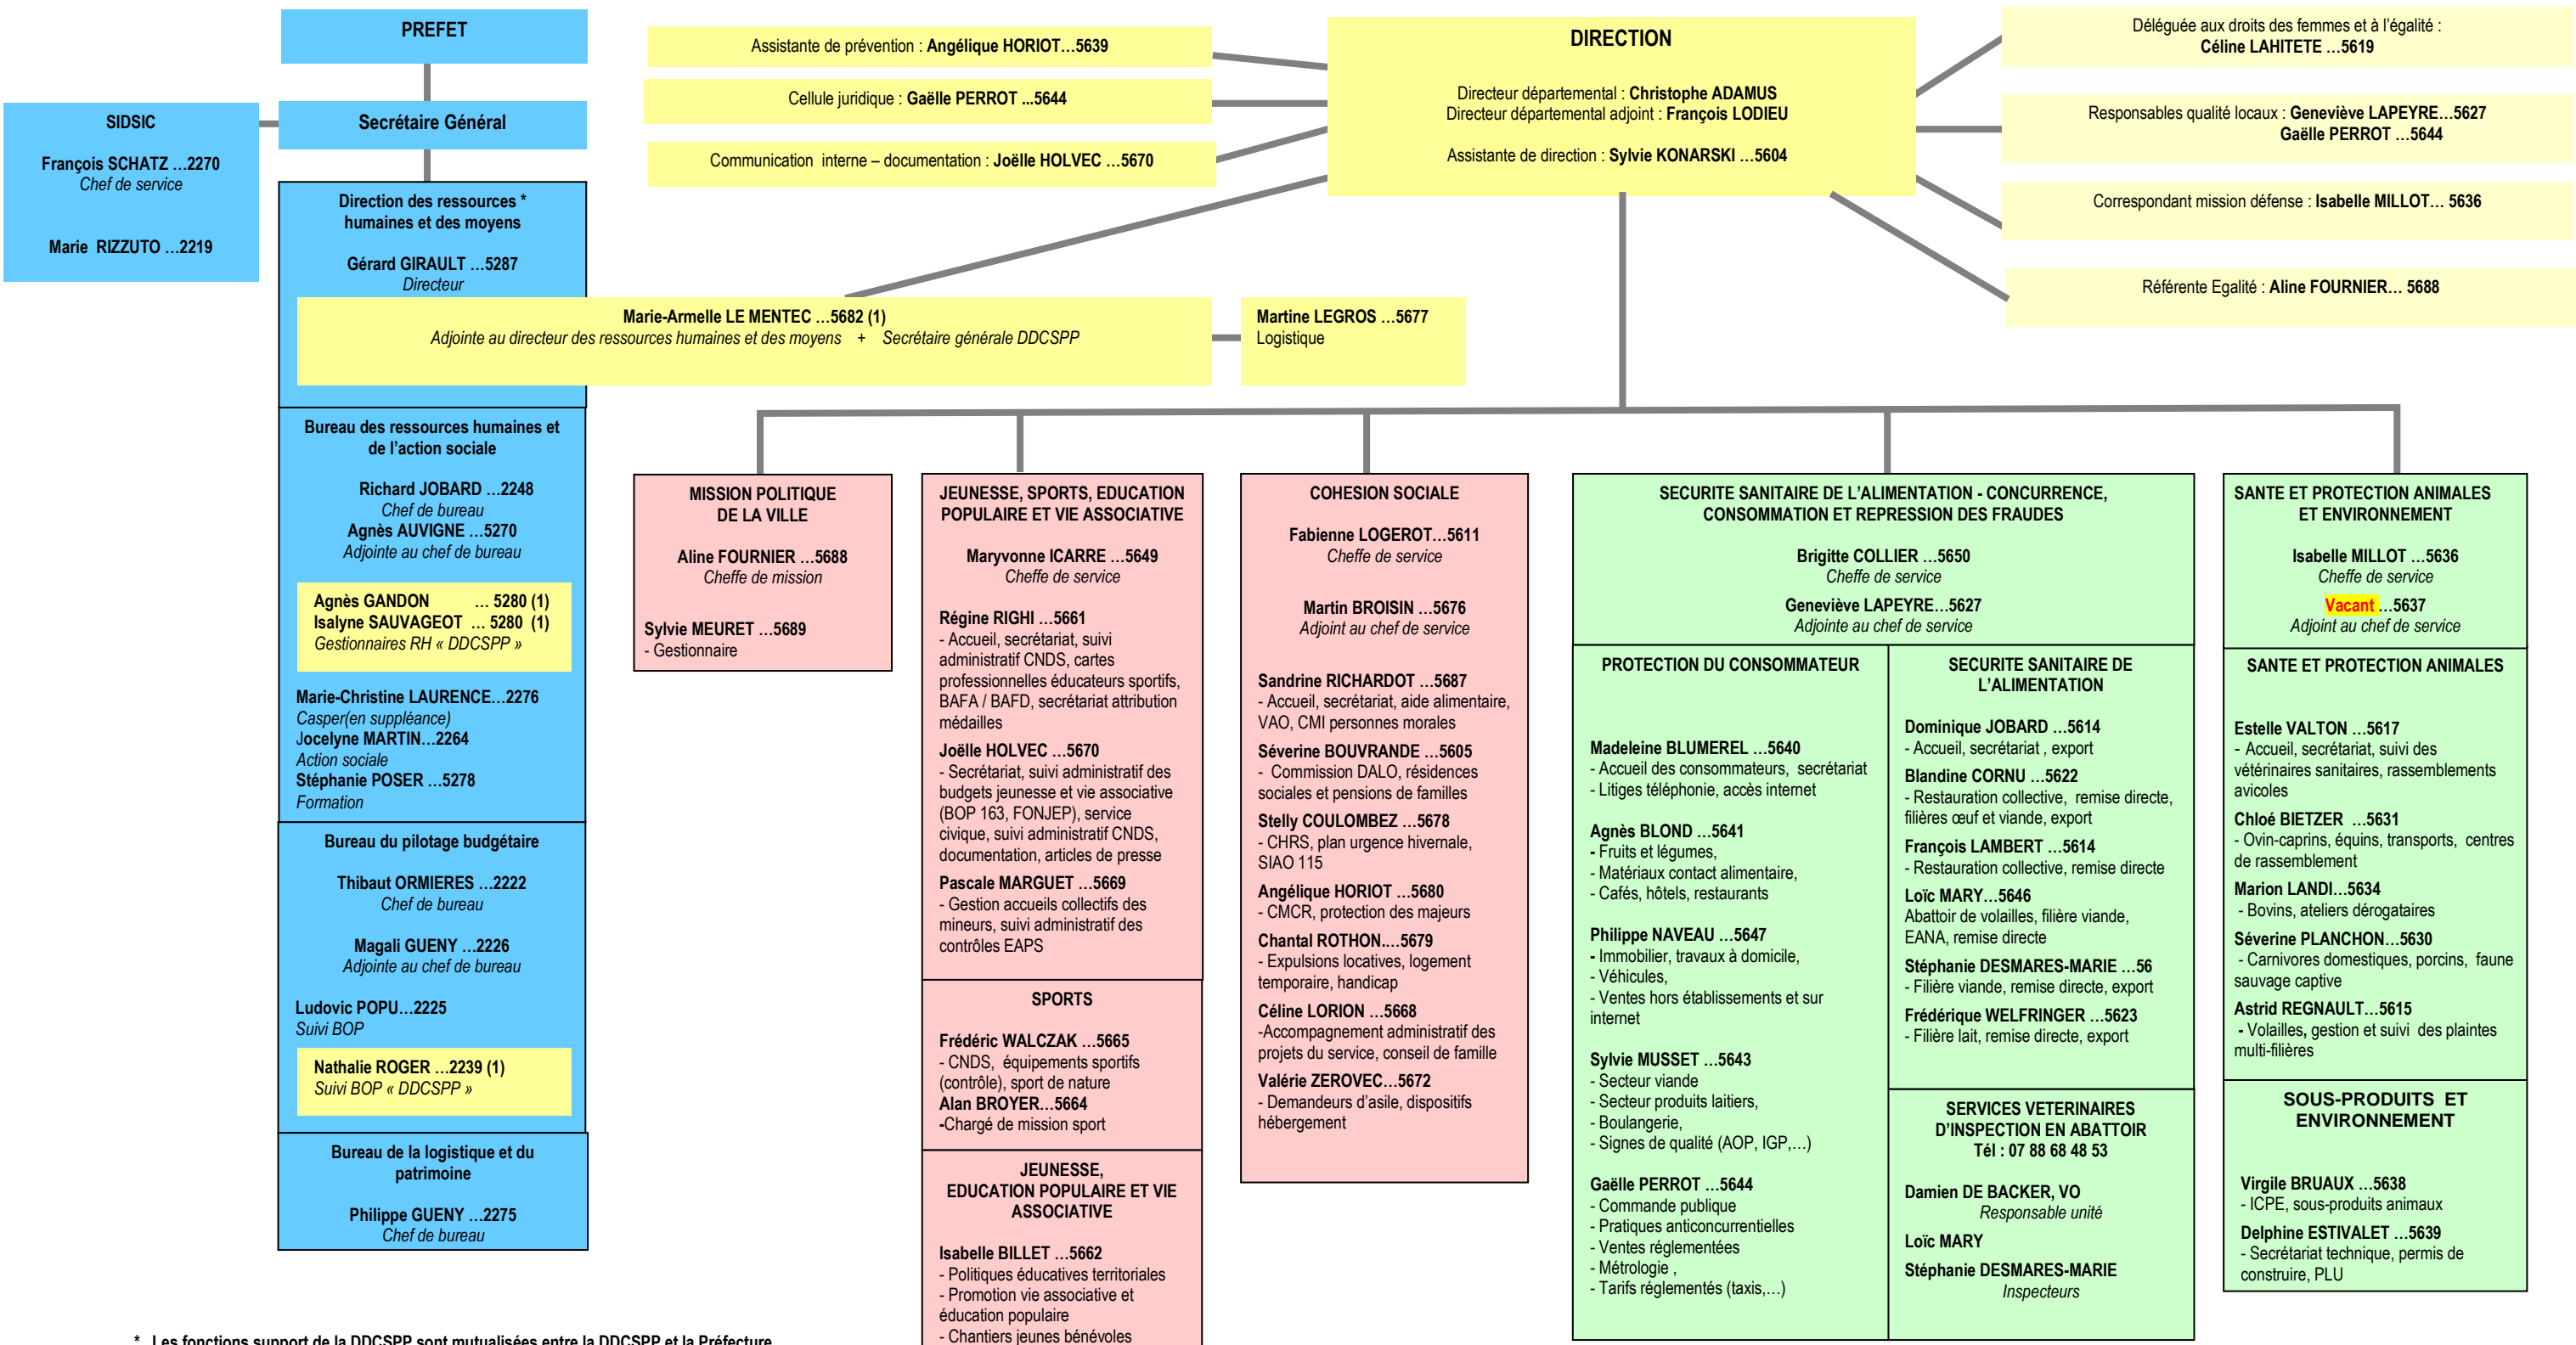 PREFET
Secrétaire Général
SIDSIC
François SCHATZ …2270
Chef de service
Marie RIZZUTO …2219
Direction des ressources *
humaines et des moyens
Gérard GIRAULT …5287
Directeur
Marie-Armelle LE MENTEC …5682 (1)
Adjointe au directeur des ressources humaines et des moyens + Secrétaire générale DDCSPP
Martine LEGROS …5677
Logistique
Bureau des ressources humaines et
de l’action sociale
Richard JOBARD …2248
Chef de bureau
Agnès AUVIGNE …5270
Adjointe au chef de bureau
Agnès GANDON … 5280 (1)
Isalyne SAUVAGEOT … 5280 (1)
Gestionnaires RH « DDCSPP »
Marie-Christine LAURENCE…2276
Casper(en suppléance)
Jocelyne MARTIN…2264
Action sociale
Stéphanie POSER …5278
Formation
Bureau du pilotage budgétaire
Thibaut ORMIERES …2222
Chef de bureau
Magali GUENY …2226
Adjointe au chef de bureau
Ludovic POPU…2225
Suivi BOP
Nathalie ROGER …2239 (1)
Suivi BOP « DDCSPP »
Bureau de la logistique et du
patrimoine
Philippe GUENY …2275
Chef de bureau
* Les fonctions support de la DDCSPP sont mutualisées entre la DDCSPP et la Préfecture
Assistante de prévention : Angélique HORIOT…5639
Cellule juridique : Gaëlle PERROT ...5644
Communication interne – documentation : Joëlle HOLVEC …5670
DIRECTION
Directeur départemental : Christophe ADAMUS
Directeur départemental adjoint : François LODIEU
Assistante de direction : Sylvie KONARSKI …5604
Déléguée aux droits des femmes et à l’égalité :
Céline LAHITETE …5619
Responsables qualité locaux : Geneviève LAPEYRE…5627
Gaëlle PERROT …5644
Correspondant mission défense : Isabelle MILLOT… 5636
Référente Egalité : Aline FOURNIER… 5688
MISSION POLITIQUE
DE LA VILLE
Aline FOURNIER …5688
Cheffe de mission
Sylvie MEURET …5689
- Gestionnaire
JEUNESSE, SPORTS, EDUCATION
POPULAIRE ET VIE ASSOCIATIVE
Maryvonne ICARRE …5649
Cheffe de service
Régine RIGHI …5661
- Accueil, secrétariat, suivi
administratif CNDS, cartes
professionnelles éducateurs sportifs,
BAFA / BAFD, secrétariat attribution
médailles
Joëlle HOLVEC …5670
- Secrétariat, suivi administratif des
budgets jeunesse et vie associative
(BOP 163, FONJEP), service
civique, suivi administratif CNDS,
documentation, articles de presse
Pascale MARGUET …5669
- Gestion accueils collectifs des
mineurs, suivi administratif des
contrôles EAPS
SPORTS
Frédéric WALCZAK …5665
- CNDS, équipements sportifs
(contrôle), sport de nature
Alan BROYER…5664
-Chargé de mission sport
JEUNESSE,
EDUCATION POPULAIRE ET VIE
ASSOCIATIVE
Isabelle BILLET …5662
- Politiques éducatives territoriales
- Promotion vie associative et
éducation populaire
- Chantiers jeunes bénévoles
COHESION SOCIALE
Fabienne LOGEROT…5611
Cheffe de service
Martin BROISIN …5676
Adjoint au chef de service
Sandrine RICHARDOT …5687
- Accueil, secrétariat, aide alimentaire,
VAO, CMI personnes morales
Séverine BOUVRANDE …5605
- Commission DALO, résidences
sociales et pensions de familles
Stelly COULOMBEZ …5678
- CHRS, plan urgence hivernale,
SIAO 115
Angélique HORIOT …5680
- CMCR, protection des majeurs
Chantal ROTHON.…5679
- Expulsions locatives, logement
temporaire, handicap
Céline LORION …5668
-Accompagnement administratif des
projets du service, conseil de famille
Valérie ZEROVEC…5672
- Demandeurs d’asile, dispositifs
hébergement
SECURITE SANITAIRE DE L’ALIMENTATION - CONCURRENCE,
CONSOMMATION ET REPRESSION DES FRAUDES
Brigitte COLLIER …5650
Cheffe de service
Geneviève LAPEYRE…5627
Adjointe au chef de service
PROTECTION DU CONSOMMATEUR
Madeleine BLUMEREL …5640
- Accueil des consommateurs, secrétariat
- Litiges téléphonie, accès internet
Agnès BLOND …5641
- Fruits et légumes,
- Matériaux contact alimentaire,
- Cafés, hôtels, restaurants
Philippe NAVEAU …5647
- Immobilier, travaux à domicile,
- Véhicules,
- Ventes hors établissements et sur
internet
Sylvie MUSSET …5643
- Secteur viande
- Secteur produits laitiers,
- Boulangerie,
- Signes de qualité (AOP, IGP,…)
Gaëlle PERROT …5644
- Commande publique
- Pratiques anticoncurrentielles
- Ventes réglementées
- Métrologie ,
- Tarifs réglementés (taxis,…)
SECURITE SANITAIRE DE
L’ALIMENTATION
Dominique JOBARD …5614
- Accueil, secrétariat , export
Blandine CORNU …5622
- Restauration collective, remise directe,
filières œuf et viande, export
François LAMBERT …5614
- Restauration collective, remise directe
Loïc MARY…5646
Abattoir de volailles, filière viande,
EANA, remise directe
Stéphanie DESMARES-MARIE …56
- Filière viande, remise directe, export
Frédérique WELFRINGER …5623
- Filière lait, remise directe, export
SERVICES VETERINAIRES
D’INSPECTION EN ABATTOIR
Tél : 07 88 68 48 53
Damien DE BACKER, VO
Responsable unité
Loïc MARY
Stéphanie DESMARES-MARIE
Inspecteurs
SANTE ET PROTECTION ANIMALES
ET ENVIRONNEMENT
Isabelle MILLOT …5636
Cheffe de service
Vacant …5637
Adjoint au chef de service
SANTE ET PROTECTION ANIMALES
Estelle VALTON …5617
- Accueil, secrétariat, suivi des
vétérinaires sanitaires, rassemblements
avicoles
Chloé BIETZER …5631
- Ovin-caprins, équins, transports, centres
de rassemblement
Marion LANDI…5634
- Bovins, ateliers dérogataires
Séverine PLANCHON…5630
- Carnivores domestiques, porcins, faune
sauvage captive
Astrid REGNAULT…5615
- Volailles, gestion et suivi des plaintes
multi-filières
SOUS-PRODUITS ET
ENVIRONNEMENT
Virgile BRUAUX …5638
- ICPE, sous-produits animaux
Delphine ESTIVALET …5639
- Secrétariat technique, permis de
construire, PLU